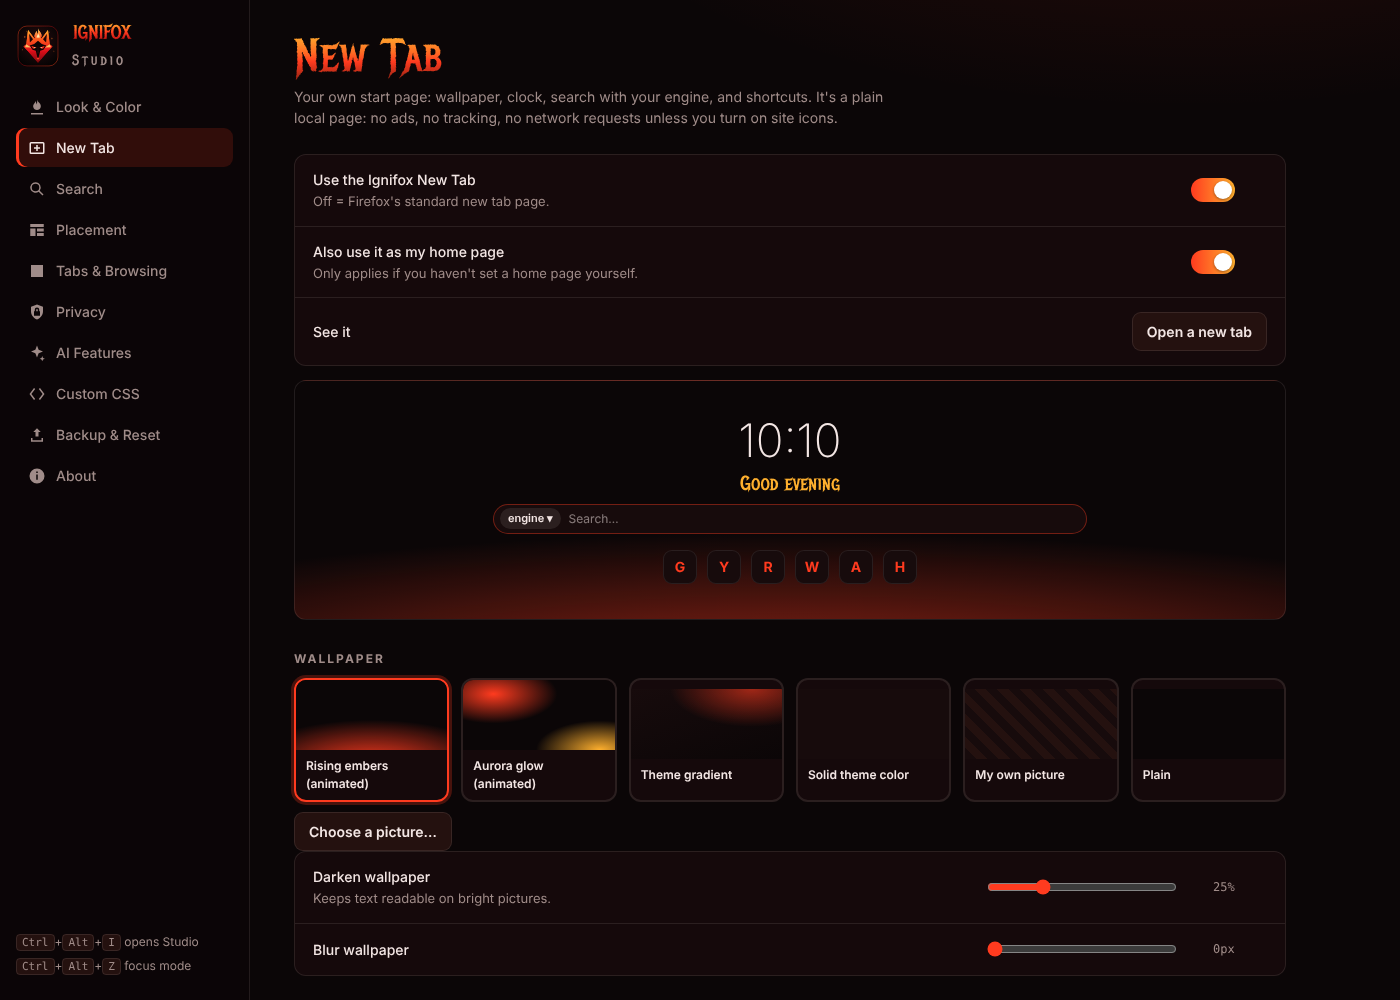 IGNIFOX
STUDIO
Look & Color
New Tab
Search
Placement
Tabs & Browsing
Privacy
AI Features
Custom CSS
Backup & Reset
About
Ctrl+Alt+I opens Studio
Ctrl+Alt+Z focus mode
NEW TAB
Your own start page: wallpaper, clock, search with your engine, and shortcuts. It's a plain
local page: no ads, no tracking, no network requests unless you turn on site icons.
Use the Ignifox New Tab
Off = Firefox's standard new tab page.
Also use it as my home page
Only applies if you haven't set a home page yourself.
See it
Open a new tab
10:10
GOOD EVENING
engine ▾ Search...
G Y R W A H
WALLPAPER
Rising embers
(animated)
Aurora glow
(animated)
Theme gradient
Solid theme color
My own picture
Plain
Choose a picture...
Darken wallpaper
Keeps text readable on bright pictures.
25%
Blur wallpaper
0px